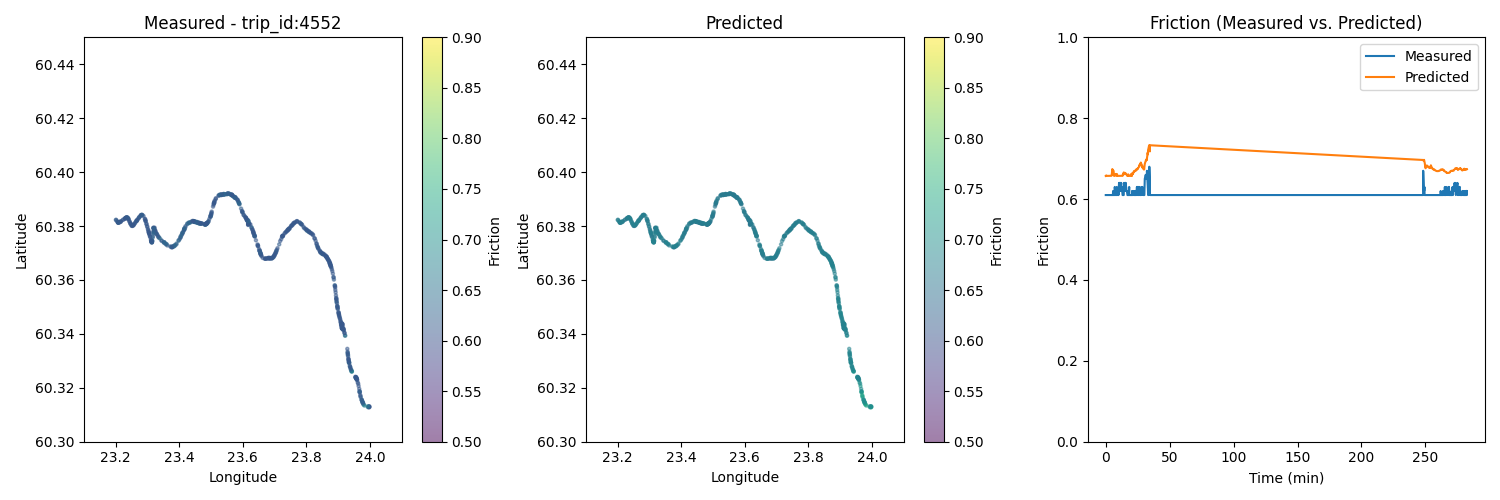 Measured - trip_id:4552
60.44
60.42
60.40
60.38
60.36
60.34
60.32
60.30
Latitude
23.2 23.4 23.6 23.8 24.0
Longitude
0.90
0.85
0.80
0.75
0.70
0.65
0.60
0.55
0.50
Friction
Predicted
60.44
60.42
60.40
60.38
60.36
60.34
60.32
60.30
Latitude
23.2 23.4 23.6 23.8 24.0
Longitude
0.90
0.85
0.80
0.75
0.70
0.65
0.60
0.55
0.50
Friction
Friction (Measured vs. Predicted)
Measured
Predicted
1.0
0.8
0.6
0.4
0.2
0.0
Friction
0 50 100 150 200 250
Time (min)